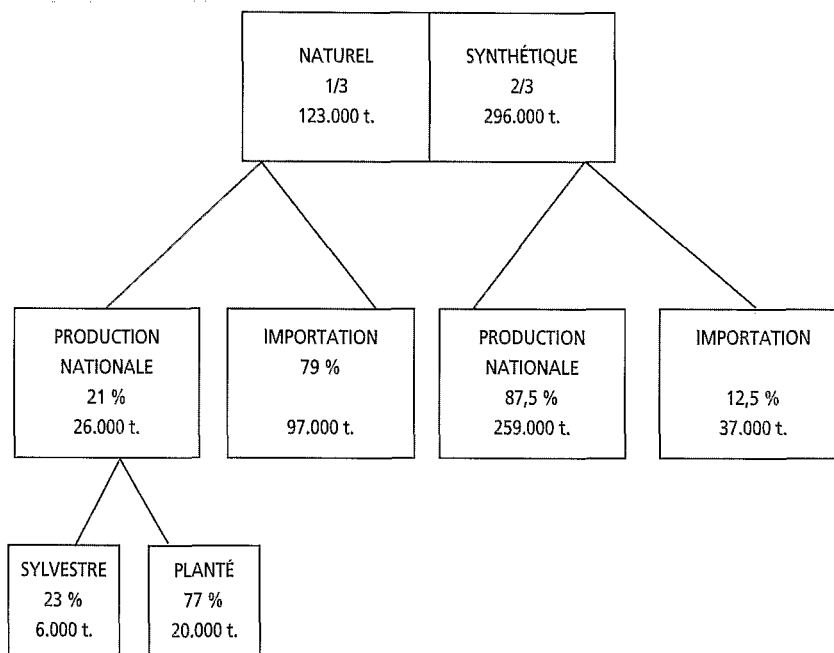 NATUREL
1/3
123.000 t.
SYNTHÉTIQUE
2/3
296.000 t.
PRODUCTION
NATIONALE
21 %
26.000 t.
IMPORTATION
79 %
97.000 t.
PRODUCTION
NATIONALE
87,5 %
259.000 t.
IMPORTATION
12,5 %
37.000 t.
SYLVESTRE
23 %
6.000 t.
PLANTÉ
77 %
20.000 t.